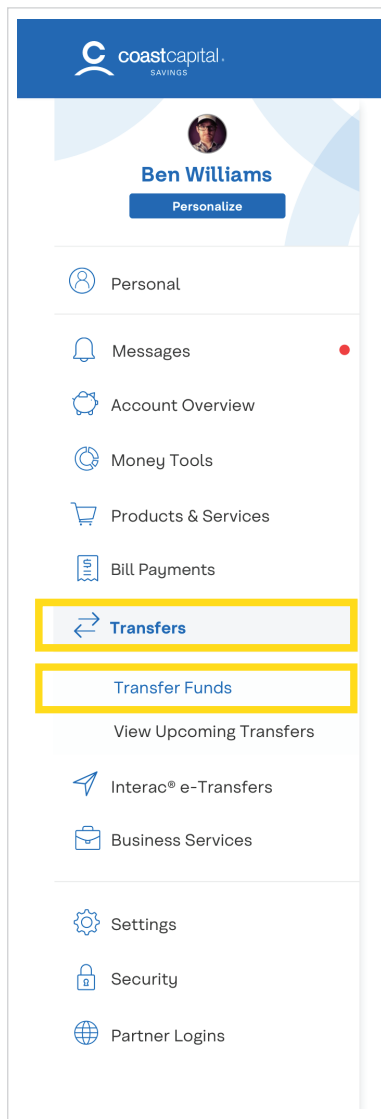 coastcapital.
SAVINGS
Ben Williams
Personalize
Personal
Messages
Account Overview
Money Tools
Products & Services
Bill Payments
Transfers
Transfer Funds
View Upcoming Transfers
Interac® e-Transfers
Business Services
Settings
Security
Partner Logins